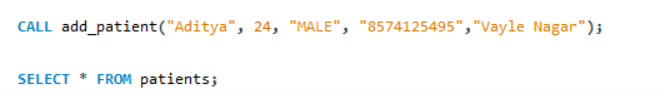 CALL add_patient("Aditya", 24, "MALE", "8574125495","Vayle Nagar");
SELECT * FROM patients;